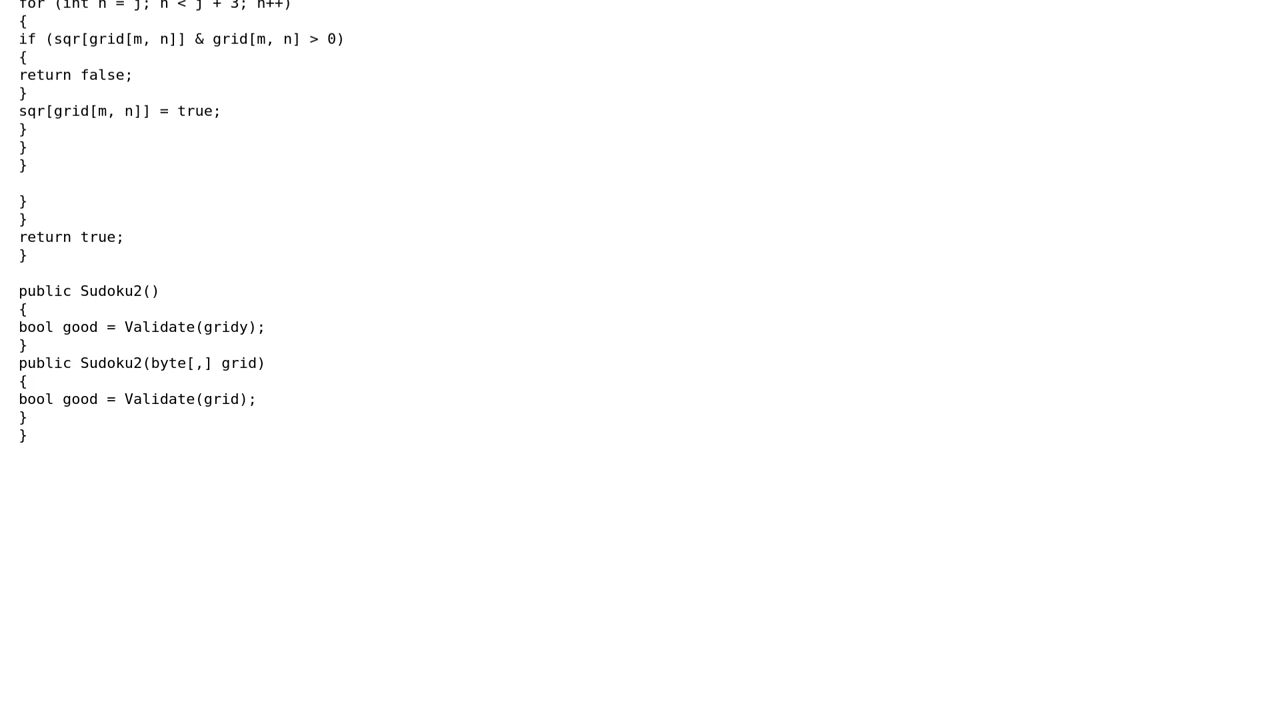 for (int n = j; n < j + 3; n++)
{
if (sqr[grid[m, n]] & grid[m, n] > 0)
{
return false;
}
sqr[grid[m, n]] = true;
}
}
}

}
}
return true;
}

public Sudoku2()
{
bool good = Validate(gridy);
}
public Sudoku2(byte[,] grid)
{
bool good = Validate(grid);
}
}